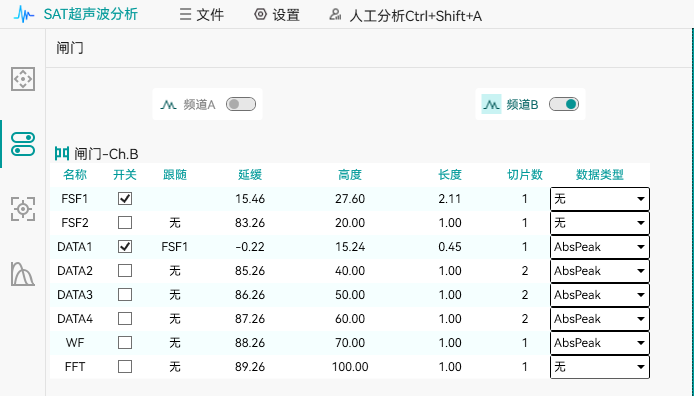 SAT超声波分析 文件 设置 人工分析Ctrl+Shift+A
闸门
频道A 频道B
闸门-Ch.B
名称 开关 跟随 延缓 高度 长度 切片数 数据类型
FSF1 15.46 27.60 2.11 1 无
FSF2 无 83.26 20.00 1.00 1 无
DATA1 FSF1 -0.22 15.24 0.45 1 AbsPeak
DATA2 无 85.26 40.00 1.00 2 AbsPeak
DATA3 无 86.26 50.00 1.00 2 AbsPeak
DATA4 无 87.26 60.00 1.00 2 AbsPeak
WF 无 88.26 70.00 1.00 1 AbsPeak
FFT 无 89.26 100.00 1.00 1 无